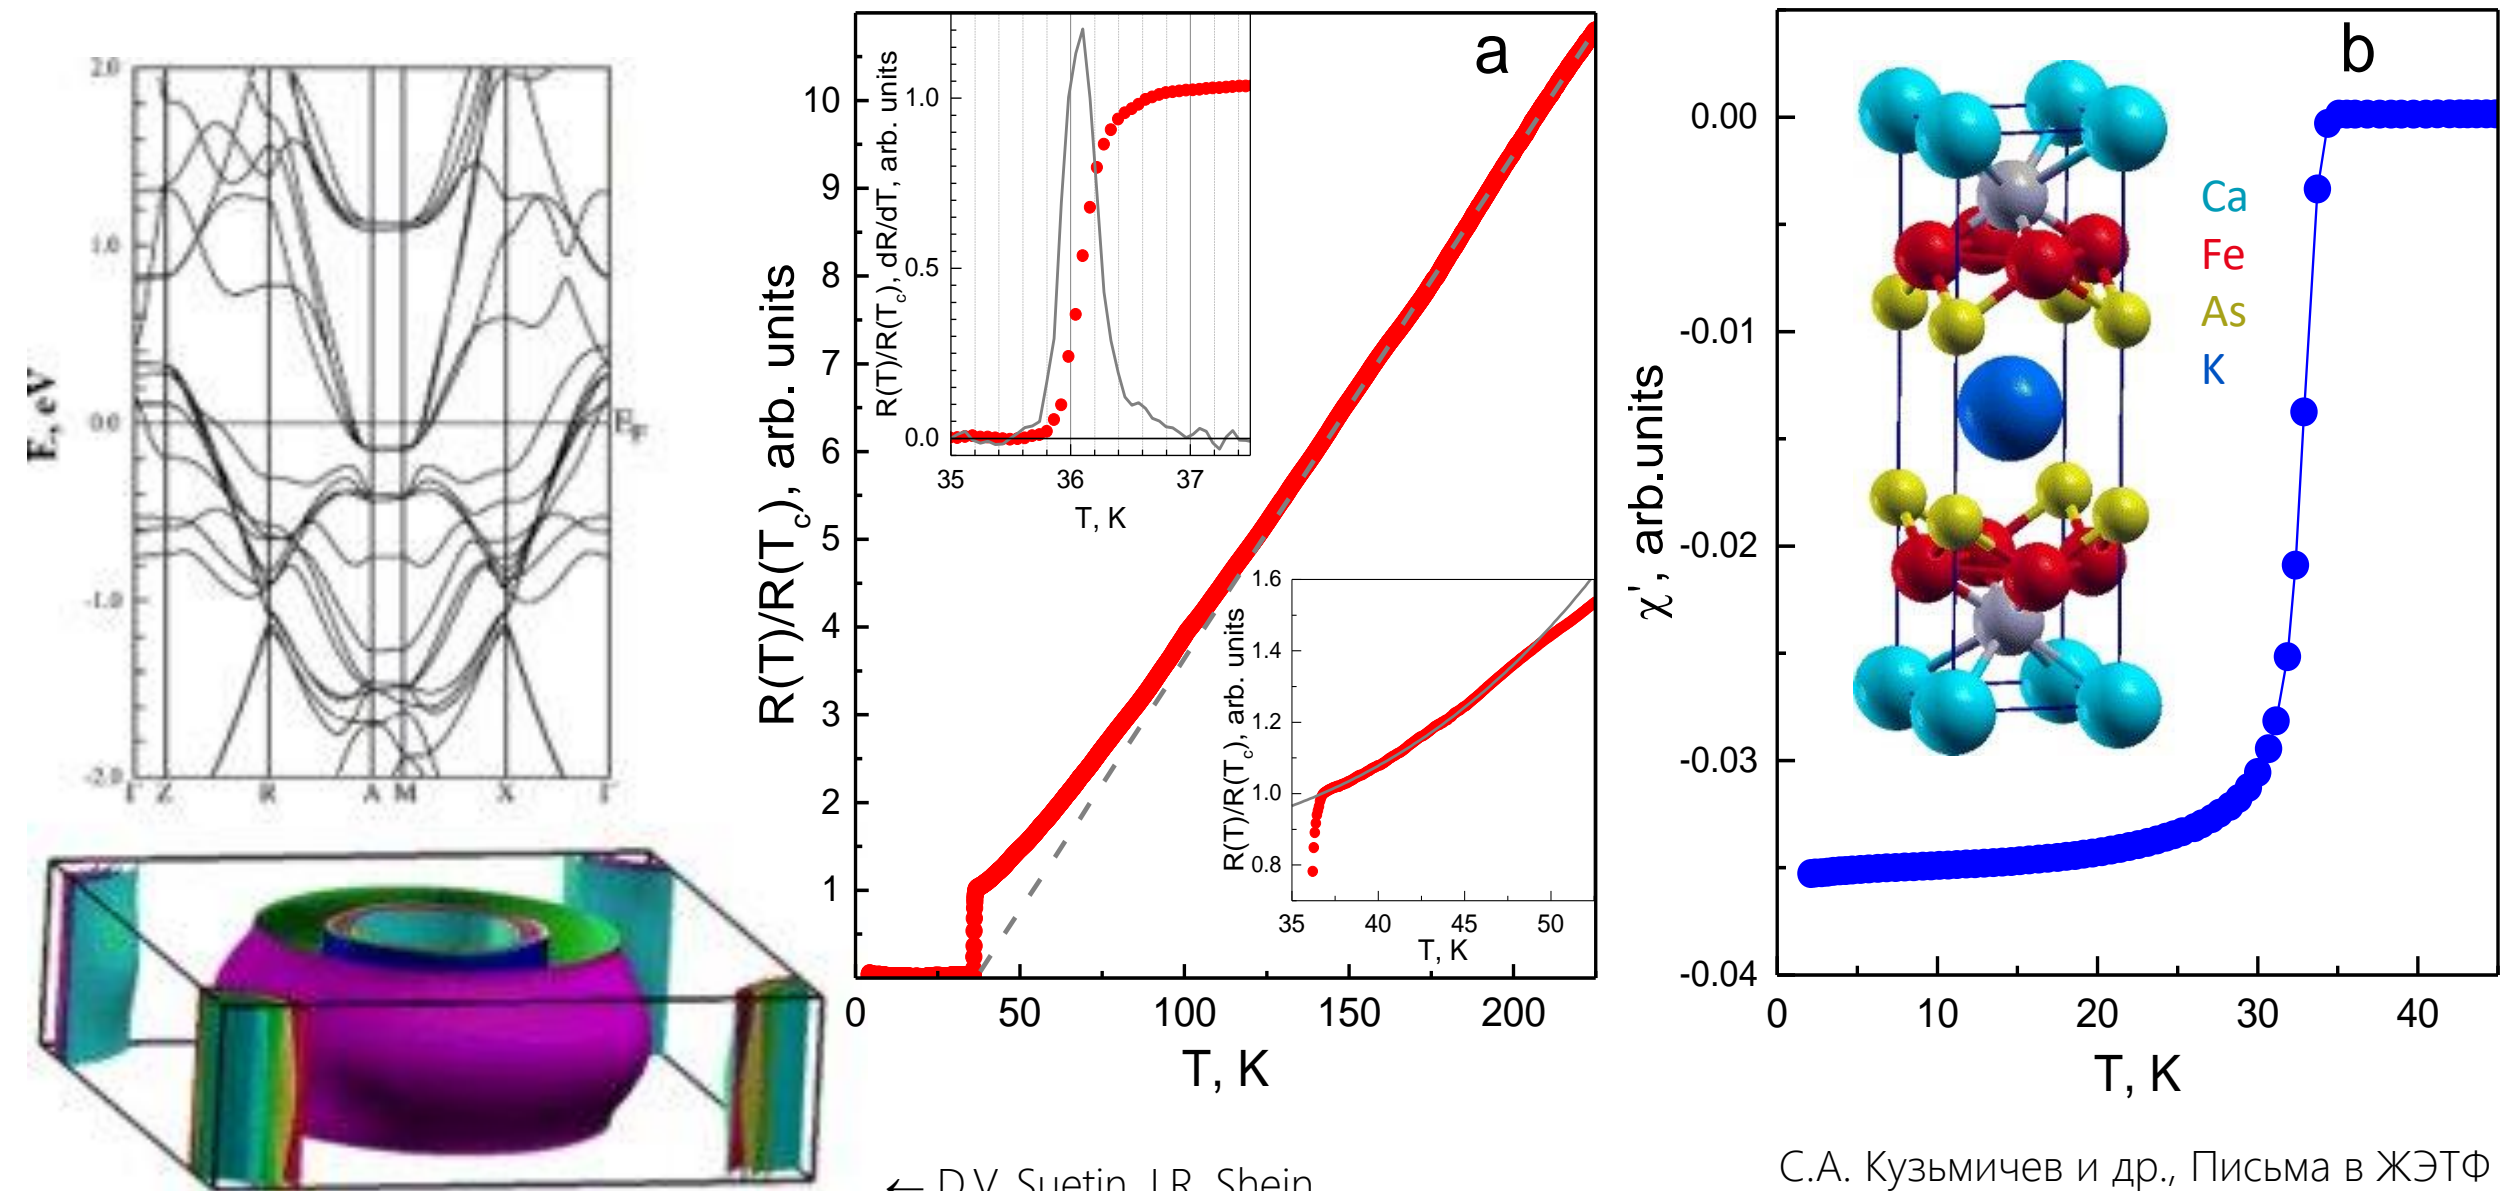 2.0
1.0
0.0
-1.0
-2.0
E, eV
E_F
Γ Z R A M X Γ
a
R(T)/R(T_c), arb. units
10
9
8
7
6
5
4
3
2
1
0 50 100 150 200
T, K
R(T)/R(T_c), dR/dT, arb. units
1.0
0.5
0.0
35 36 37
T, K
R(T)/R(T_c), arb. units
1.6
1.4
1.2
1.0
0.8
35 40 45 50
T, K
b
χ', arb.units
0.00
-0.01
-0.02
-0.03
-0.04
0 10 20 30 40
T, K
Ca
Fe
As
K
← D.V. Suetin, I.R. Shein
С.А. Кузьмичев и др., Письма в ЖЭТФ